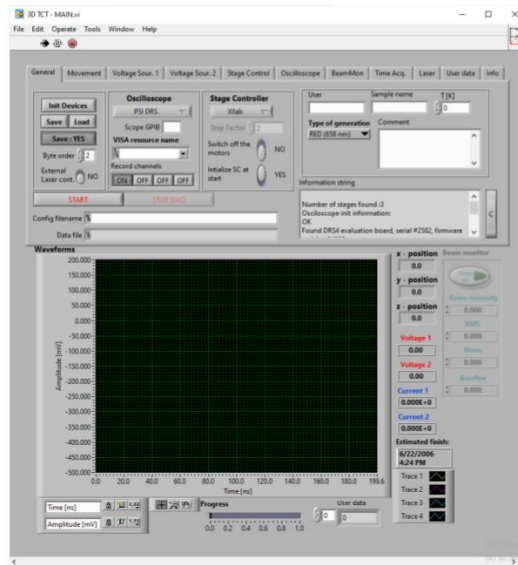 3D TCT - MAIN.vi
File Edit Operate Tools Window Help
General Movement Voltage Sour. 1 Voltage Sour. 2 Stage Control Oscilloscope BeamMon Time Acq. Laser User data Info
Init Devices
Save Load
Save : YES
Byte order 2
External Laser cont. NO
Oscilloscope
PSI DRS
Scope GPIB
VISA resource name
Record channels
ON OFF OFF OFF
Stage Controller
Xilab
Step Factor 2
Switch off the motors NO
Intialize SC at start YES
User
Sample name
T [K]
0
Type of generation
RED (658 nm)
Comment
START STOP DAQ
Config filename
Data file
Information string
Number of stages found :3
Osciloscope init information:
OK
Found DRS4 evaluation board, serial #2582, firmware
C
Waveforms
Amplitude [mV]
200.000
150.000
100.000
50.000
0.000
-50.000
-100.000
-150.000
-200.000
-250.000
-300.000
-350.000
-400.000
-450.000
-500.000
0.0 20.0 40.0 60.0 80.0 100.0 120.0 140.0 160.0 180.0 199.6
Time [ns]
x - position
0.0
y - position
0.0
z - position
0.0
Voltage 1
0.00
Voltage 2
0.00
Current 1
0.000E+0
Current 2
0.000E+0
Estimated finish:
6/22/2006
4:24 PM
Trace 1
Trace 2
Trace 3
Trace 4
Beam monitor
Beam Intensity
0.000
RMS
0.000
Mean
0.000
Baseline
0.000
Time [ns]
Amplitude [mV]
Progress
0.0 0.2 0.4 0.6 0.8 1.0
User data
0 0